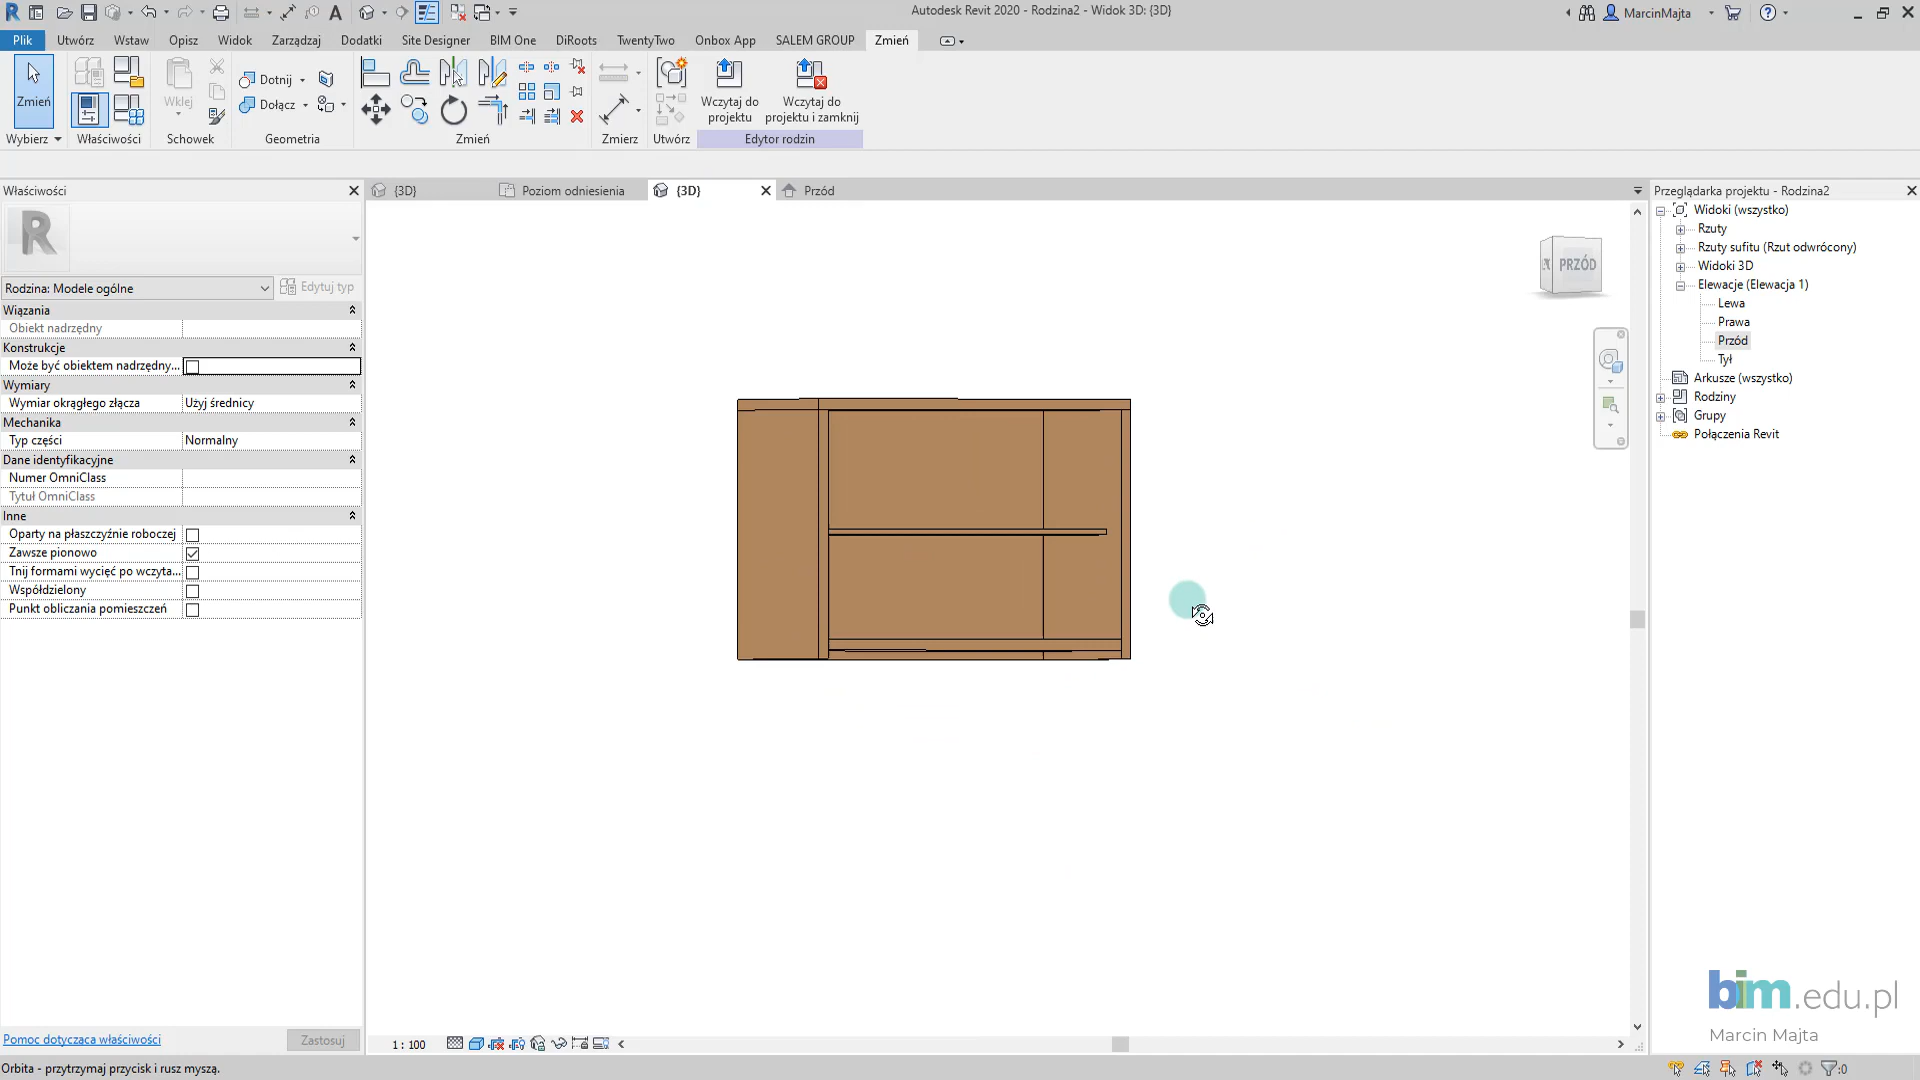 Autodesk Revit 2020 - Rodzina2 - Widok 3D: {3D}
MarcinMajta
Plik
Utwórz
Wstaw
Opisz
Widok
Zarządzaj
Dodatki
Site Designer
BIM One
DiRoots
TwentyTwo
Onbox App
SALEM GROUP
Zmień
Zmień
Wklej
Dotnij
Dołącz
Wczytaj do
projektu
Wczytaj do
projektu i zamknij
Wybierz
Właściwości
Schowek
Geometria
Zmień
Zmierz
Utwórz
Edytor rodzin
Właściwości
{3D}
Poziom odniesienia
{3D}
Przód
Przeglądarka projektu - Rodzina2
Rodzina: Modele ogólne
Edytuj typ
Wiązania
Obiekt nadrzędny
Konstrukcje
Może być obiektem nadrzędny...
Wymiary
Wymiar okrągłego złącza
Użyj średnicy
Mechanika
Typ części
Normalny
Dane identyfikacyjne
Numer OmniClass
Tytuł OmniClass
Inne
Oparty na płaszczyźnie roboczej
Zawsze pionowo
Tnij formami wycięć po wczyta...
Współdzielony
Punkt obliczania pomieszczeń
Pomoc dotycząca właściwości
Zastosuj
PRZÓD
Widoki (wszystko)
Rzuty
Rzuty sufitu (Rzut odwrócony)
Widoki 3D
Elewacje (Elewacja 1)
Lewa
Prawa
Przód
Tył
Arkusze (wszystko)
Rodziny
Grupy
Połączenia Revit
bim.edu.pl
Marcin Majta
1 : 100
Orbita - przytrzymaj przycisk i rusz myszą.
:0